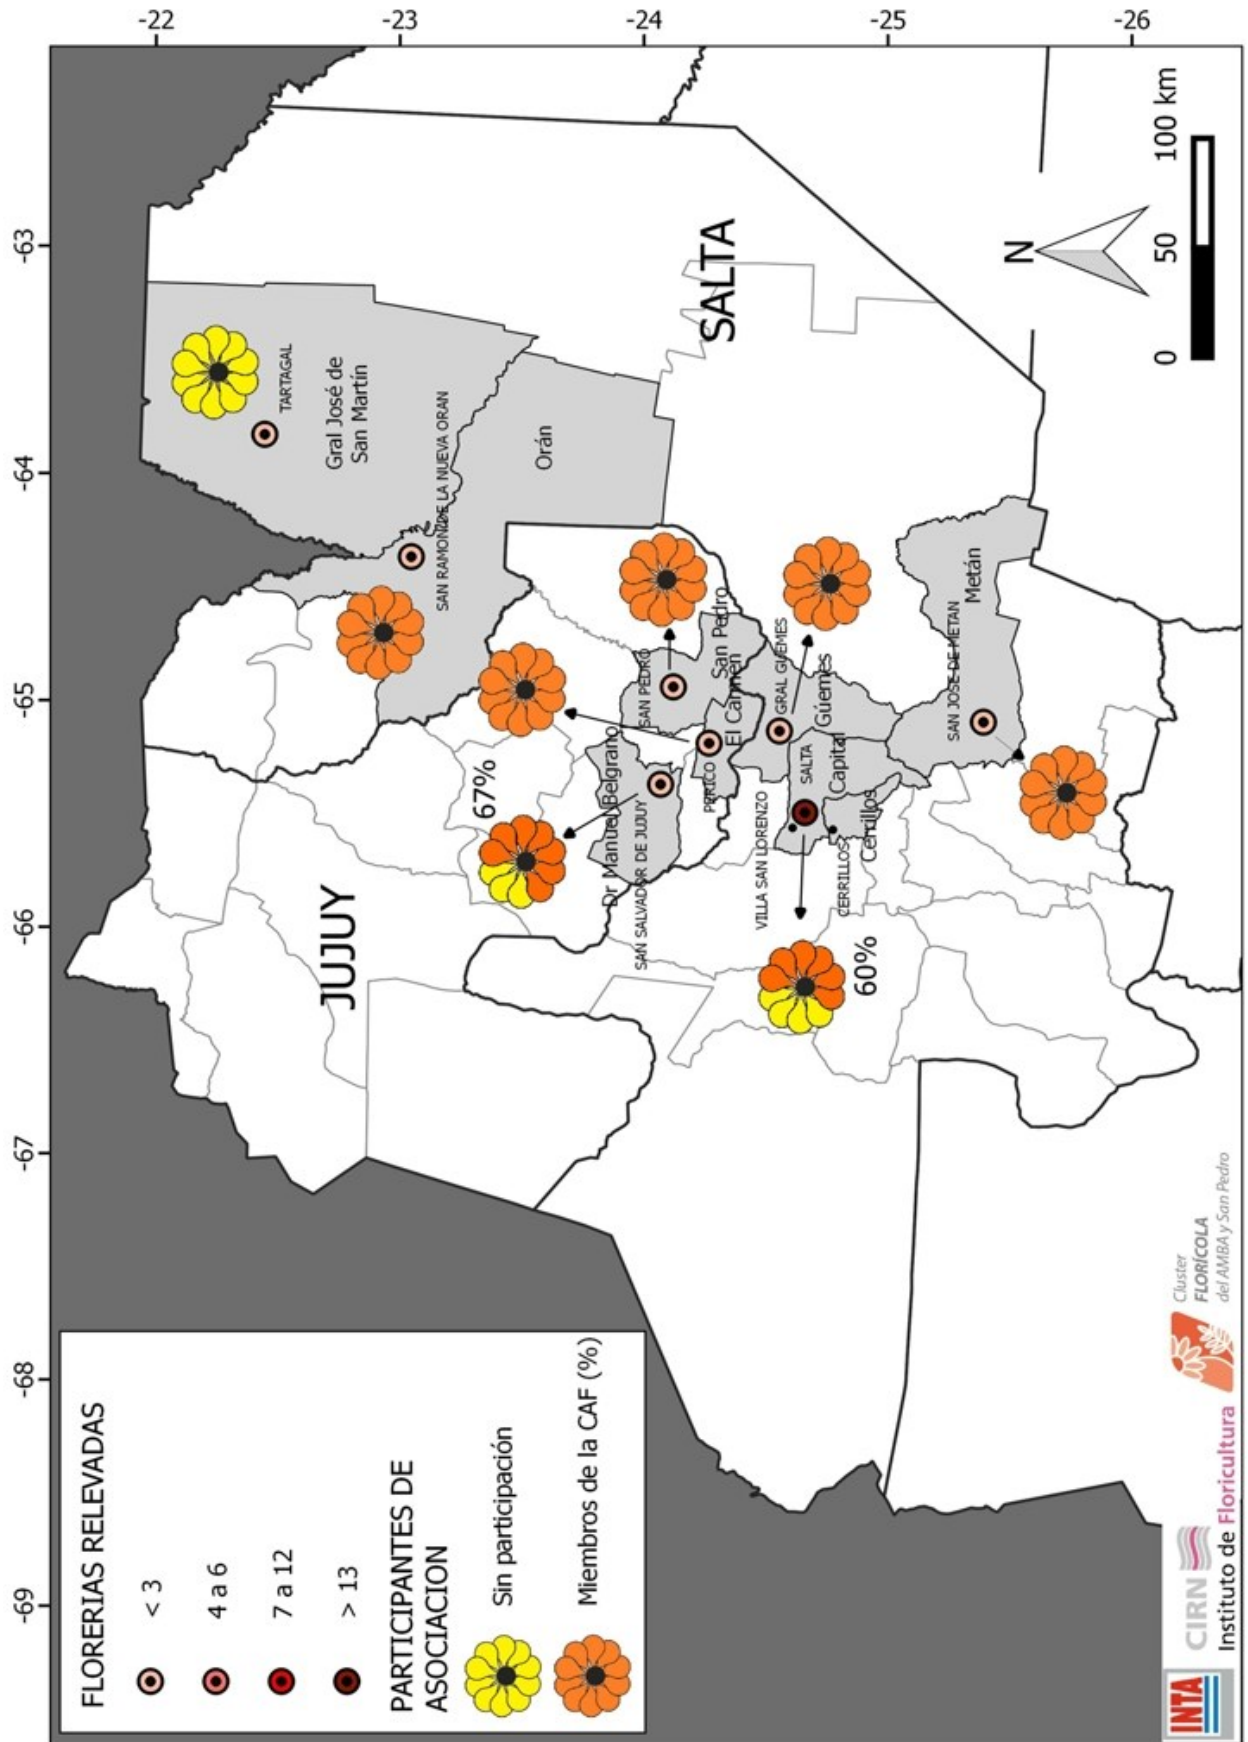 -69
-68
-67
-66
-65
-64
-63
-22
-23
-24
-25
-26
FLORERIAS RELEVADAS
< 3
4 a 6
7 a 12
> 13
PARTICIPANTES DE
ASOCIACION
Sin participación
Miembros de la CAF (%)
JUJUY
SALTA
TARTAGAL
Gral José de
San Martín
SAN RAMON DE LA NUEVA ORAN
Orán
67%
Dr Manuel Belgrano
SAN SALVADOR DE JUJUY
SAN PEDRO
San Pedro
El Carmen
PERICO
GRAL GUEMES
Güemes
SALTA
Capital
VILLA SAN LORENZO
CERRILLOS
Cerrillos
60%
SAN JOSE DE METAN
Metán
N
0
50
100 km
INTA
CIRN
Instituto de Floricultura
Cluster
FLORÍCOLA
del AMBA y San Pedro